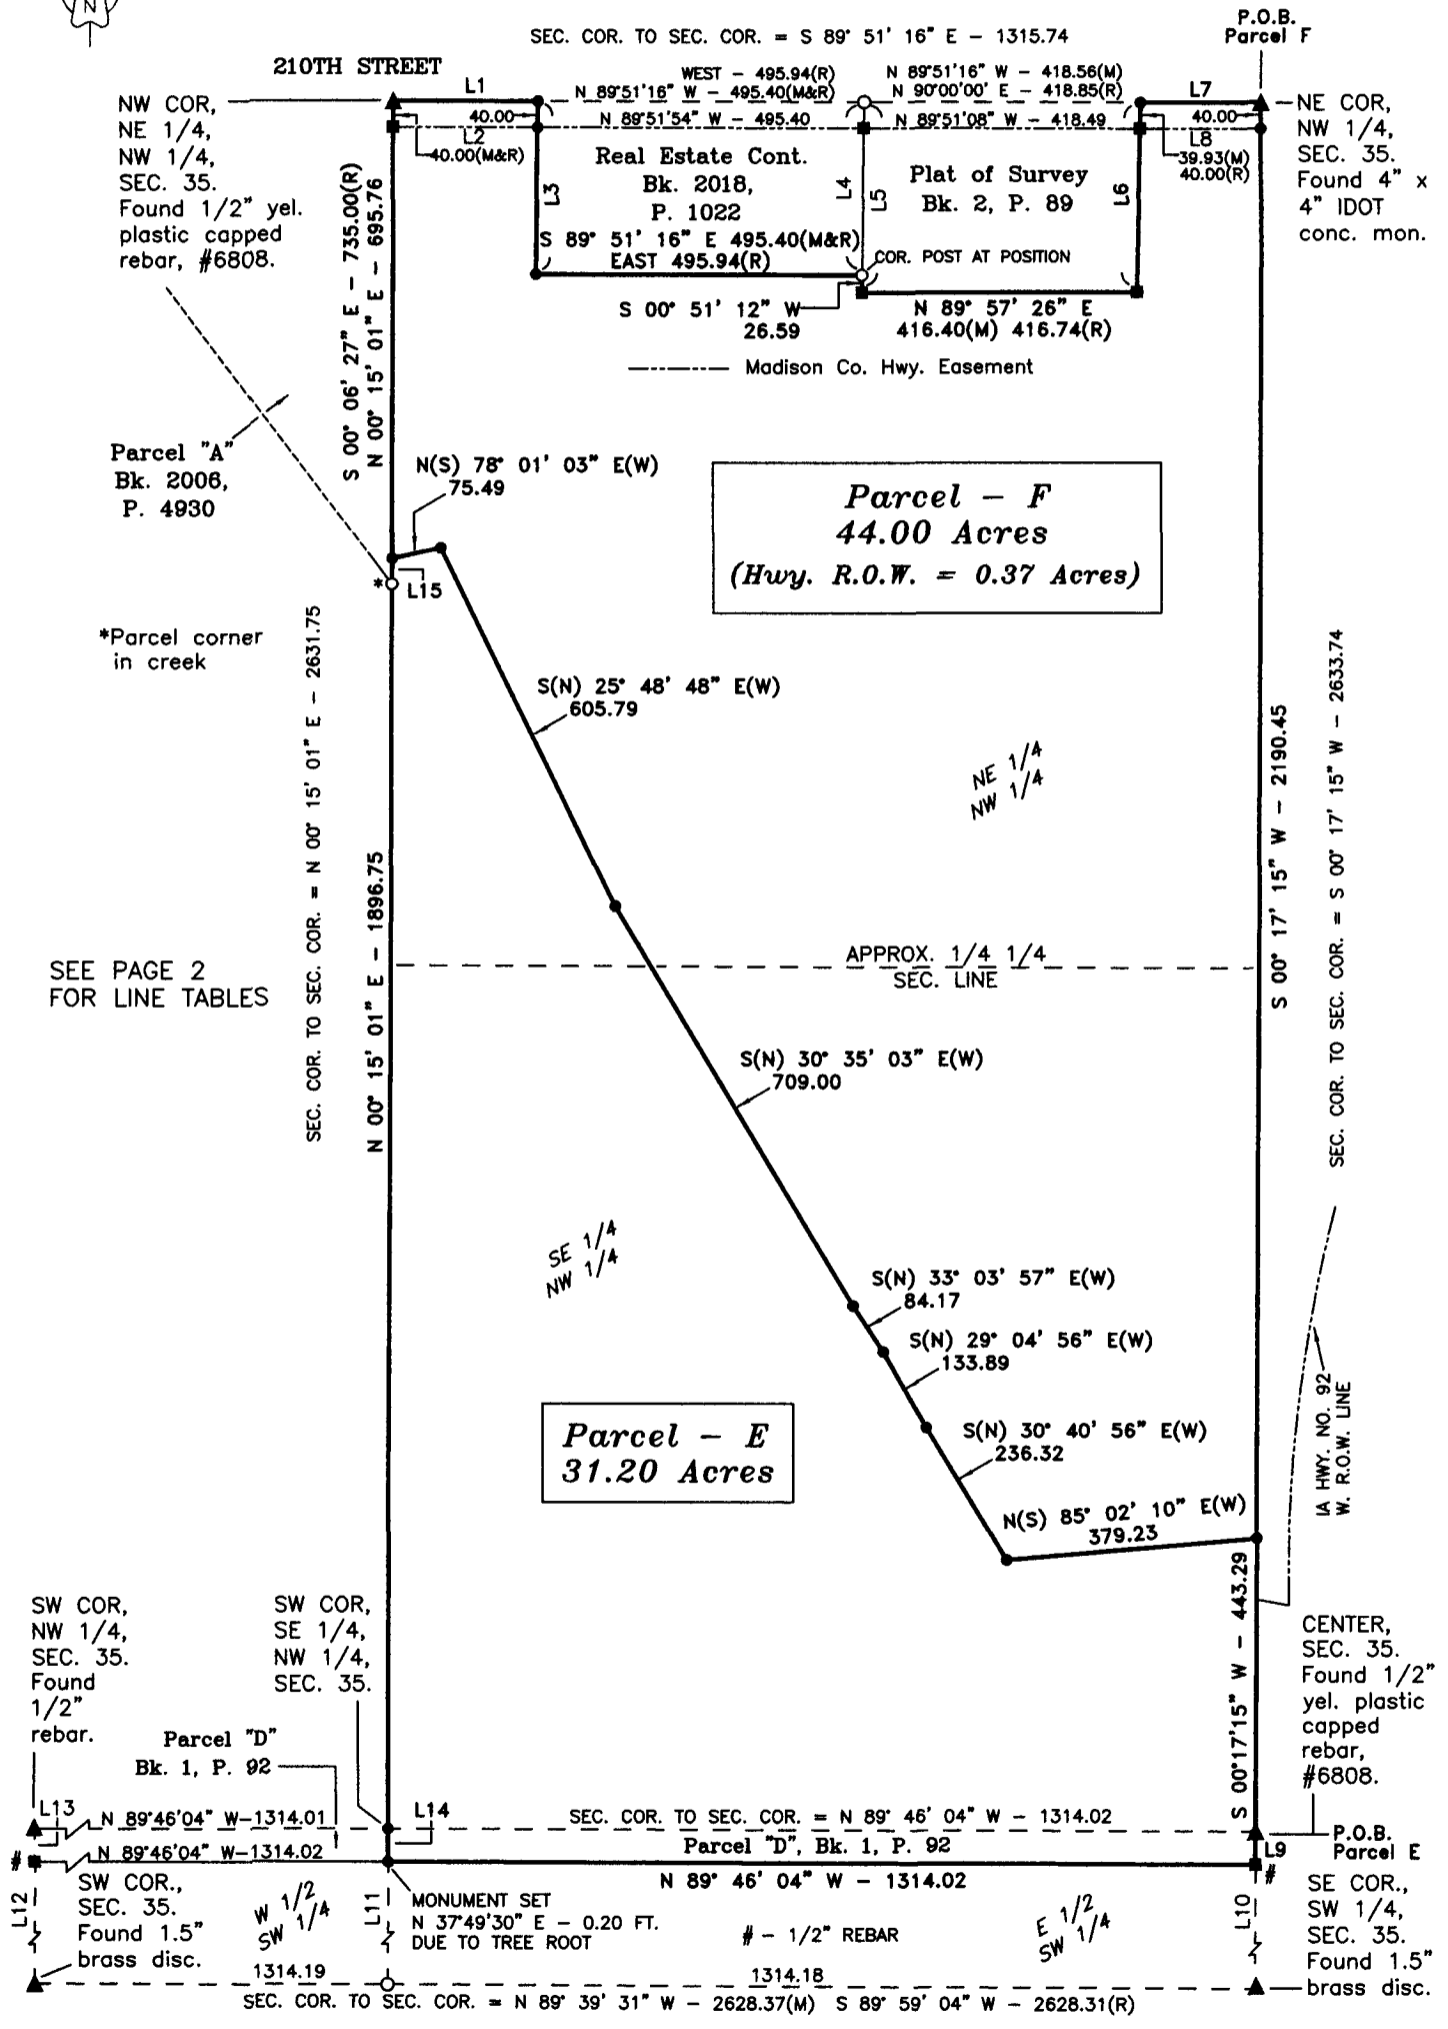 N
P.O.B.
Parcel F
SEC. COR. TO SEC. COR. = S 89° 51' 16" E - 1315.74
210TH STREET
L1
WEST - 495.94(R)
N 89°51'16" W - 495.40(M&R)
N 89°51'16" W - 418.56(M)
N 90°00'00" E - 418.85(R)
L7
NW COR,
NE 1/4,
NW 1/4,
SEC. 35.
Found 1/2" yel.
plastic capped
rebar, #6808.
40.00
L2
40.00(M&R)
N 89°51'54" W - 495.40
N 89°51'08" W - 418.49
40.00
L8
39.93(M)
40.00(R)
NE COR,
NW 1/4,
SEC. 35.
Found 4" x
4" IDOT
conc. mon.
Real Estate Cont.
Bk. 2018,
P. 1022
L3
L4
L5
L6
Plat of Survey
Bk. 2, P. 89
S 89° 51' 16" E 495.40(M&R)
EAST 495.94(R)
COR. POST AT POSITION
S 00° 51' 12" W
26.59
N 89° 57' 26" E
416.40(M) 416.74(R)
Madison Co. Hwy. Easement
S 00° 06' 27" E - 735.00(R)
N 00° 15' 01" E - 695.76
Parcel "A"
Bk. 2006,
P. 4930
N(S) 78° 01' 03" E(W)
75.49
Parcel - F
44.00 Acres
(Hwy. R.O.W. = 0.37 Acres)
*
L15
*Parcel corner
in creek
SEC. COR. TO SEC. COR. = N 00° 15' 01" E - 2631.75
S(N) 25° 48' 48" E(W)
605.79
NE 1/4
NW 1/4
S 00° 17' 15" W - 2190.45
SEC. COR. TO SEC. COR. = S 00° 17' 15" W - 2633.74
N 00° 15' 01" E - 1896.75
SEE PAGE 2
FOR LINE TABLES
APPROX. 1/4 1/4
SEC. LINE
S(N) 30° 35' 03" E(W)
709.00
SE 1/4
NW 1/4
S(N) 33° 03' 57" E(W)
84.17
S(N) 29° 04' 56" E(W)
133.89
IA HWY. NO. 92
W. R.O.W. LINE
Parcel - E
31.20 Acres
S(N) 30° 40' 56" E(W)
236.32
N(S) 85° 02' 10" E(W)
379.23
S 00°17'15" W - 443.29
SW COR,
NW 1/4,
SEC. 35.
Found
1/2"
rebar.
SW COR,
SE 1/4,
NW 1/4,
SEC. 35.
CENTER,
SEC. 35.
Found 1/2"
yel. plastic
capped
rebar,
#6808.
Parcel "D"
Bk. 1, P. 92
L13
N 89°46'04" W-1314.01
L14
SEC. COR. TO SEC. COR. = N 89° 46' 04" W - 1314.02
P.O.B.
Parcel E
#
N 89°46'04" W-1314.02
Parcel "D", Bk. 1, P. 92
L9
#
N 89° 46' 04" W - 1314.02
L12
SW COR.,
SEC. 35.
Found 1.5"
brass disc.
W 1/2
SW 1/4
L11
MONUMENT SET
N 37°49'30" E - 0.20 FT.
DUE TO TREE ROOT
# - 1/2" REBAR
E 1/2
SW 1/4
L10
SE COR.,
SW 1/4,
SEC. 35.
Found 1.5"
brass disc.
1314.19
1314.18
SEC. COR. TO SEC. COR. = N 89° 39' 31" W - 2628.37(M) S 89° 59' 04" W - 2628.31(R)